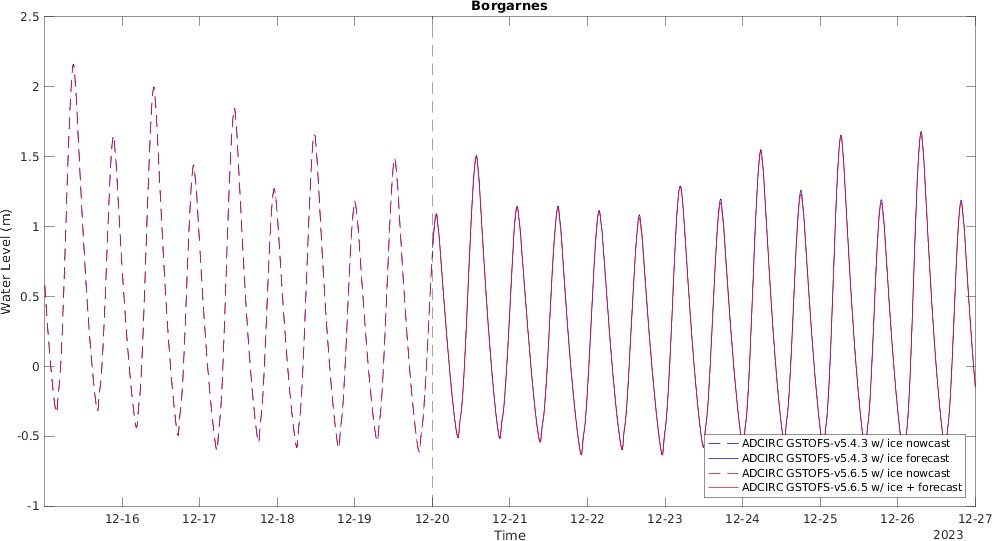 Borgarnes
2.5
2
1.5
1
0.5
0
-0.5
-1
Water Level (m)
12-16 12-17 12-18 12-19 12-20 12-21 12-22 12-23 12-24 12-25 12-26 12-27
Time
2023
ADCIRC GSTOFS-v5.4.3 w/ ice nowcast
ADCIRC GSTOFS-v5.4.3 w/ ice forecast
ADCIRC GSTOFS-v5.6.5 w/ ice nowcast
ADCIRC GSTOFS-v5.6.5 w/ ice + forecast